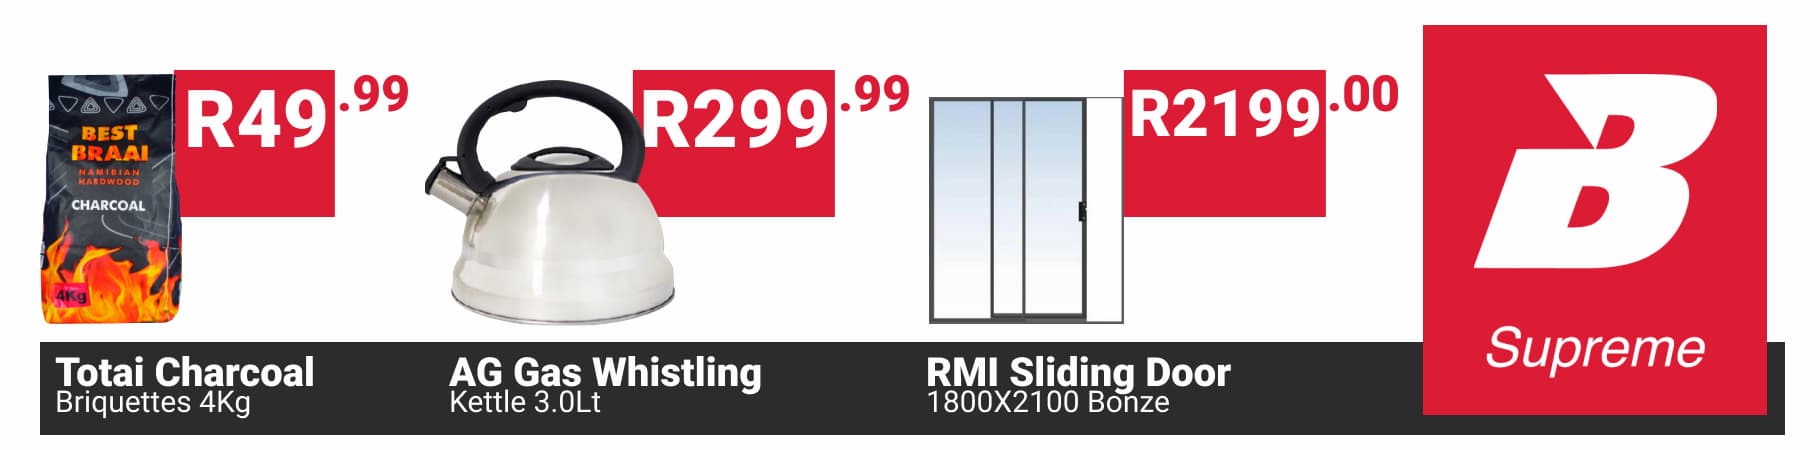 BEST
BRAAI
NAMIBIAN
HARDWOOD
CHARCOAL
4Kg
R49.99
Totai Charcoal
Briquettes 4Kg
R299.99
AG Gas Whistling
Kettle 3.0Lt
R2199.00
RMI Sliding Door
1800X2100 Bonze
B
Supreme